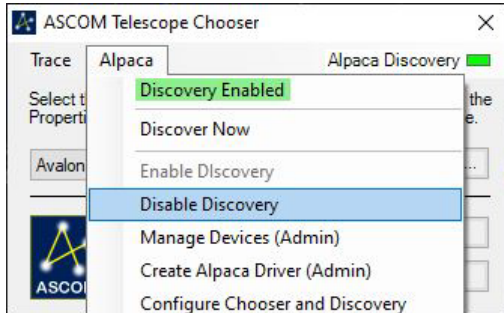 ASCOM Telescope Chooser
Trace Alpaca Alpaca Discovery
Discovery Enabled
Select t the
Properti e.
Discover Now
Avalon ...
Enable DIscovery
Disable Discovery
Manage Devices (Admin)
Create Alpaca Driver (Admin)
ASCO
Configure Chooser and Discovery